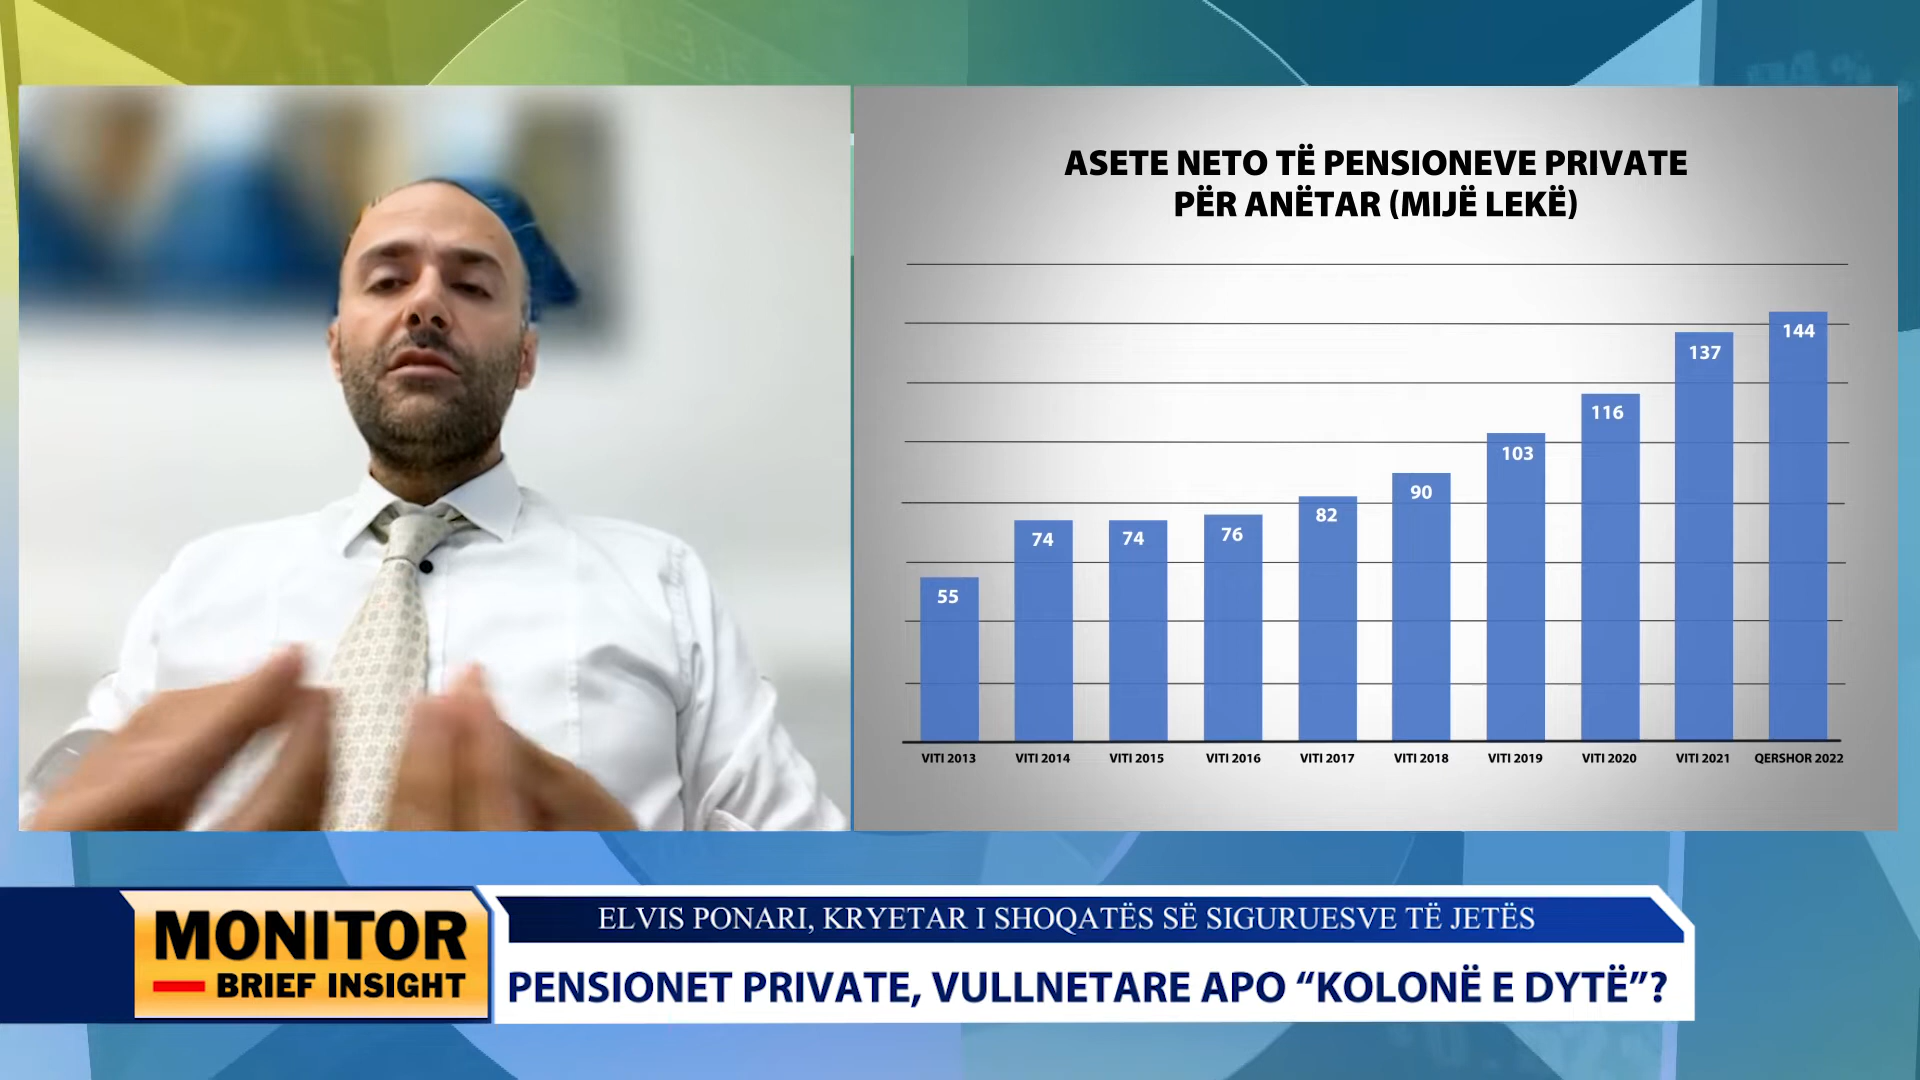 ASETE NETO TË PENSIONEVE PRIVATE
PËR ANËTAR (MIJË LEKË)
55
74
74
76
82
90
103
116
137
144
VITI 2013
VITI 2014
VITI 2015
VITI 2016
VITI 2017
VITI 2018
VITI 2019
VITI 2020
VITI 2021
QERSHOR 2022
MONITOR
BRIEF INSIGHT
ELVIS PONARI, KRYETAR I SHOQATËS SË SIGURUESVE TË JETËS
PENSIONET PRIVATE, VULLNETARE APO “KOLONË E DYTË”?